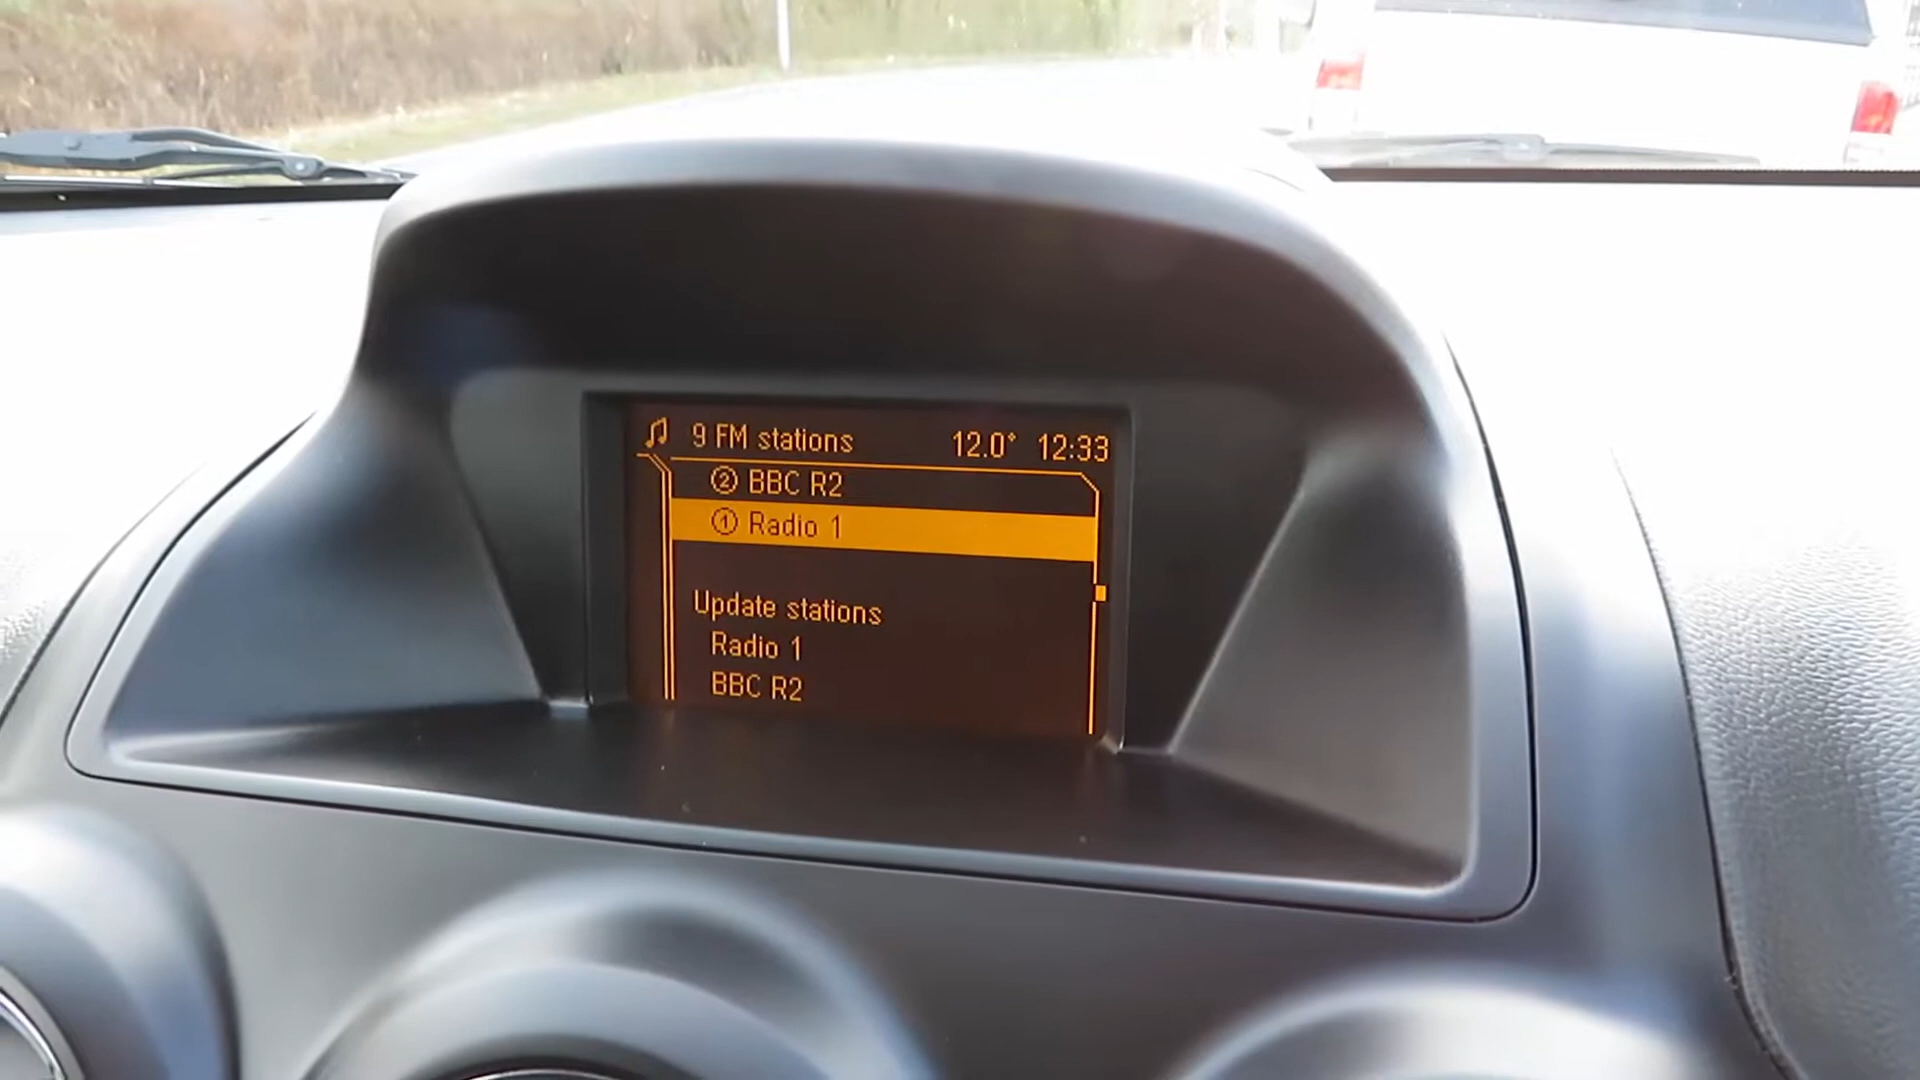 9 FM stations 12.0° 12:33
② BBC R2
① Radio 1
Update stations
Radio 1
BBC R2